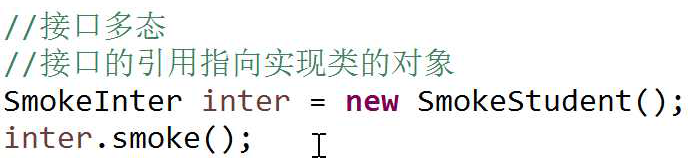 //接口多态
//接口的引用指向实现类的对象
SmokeInter inter = new SmokeStudent();
inter.smoke();